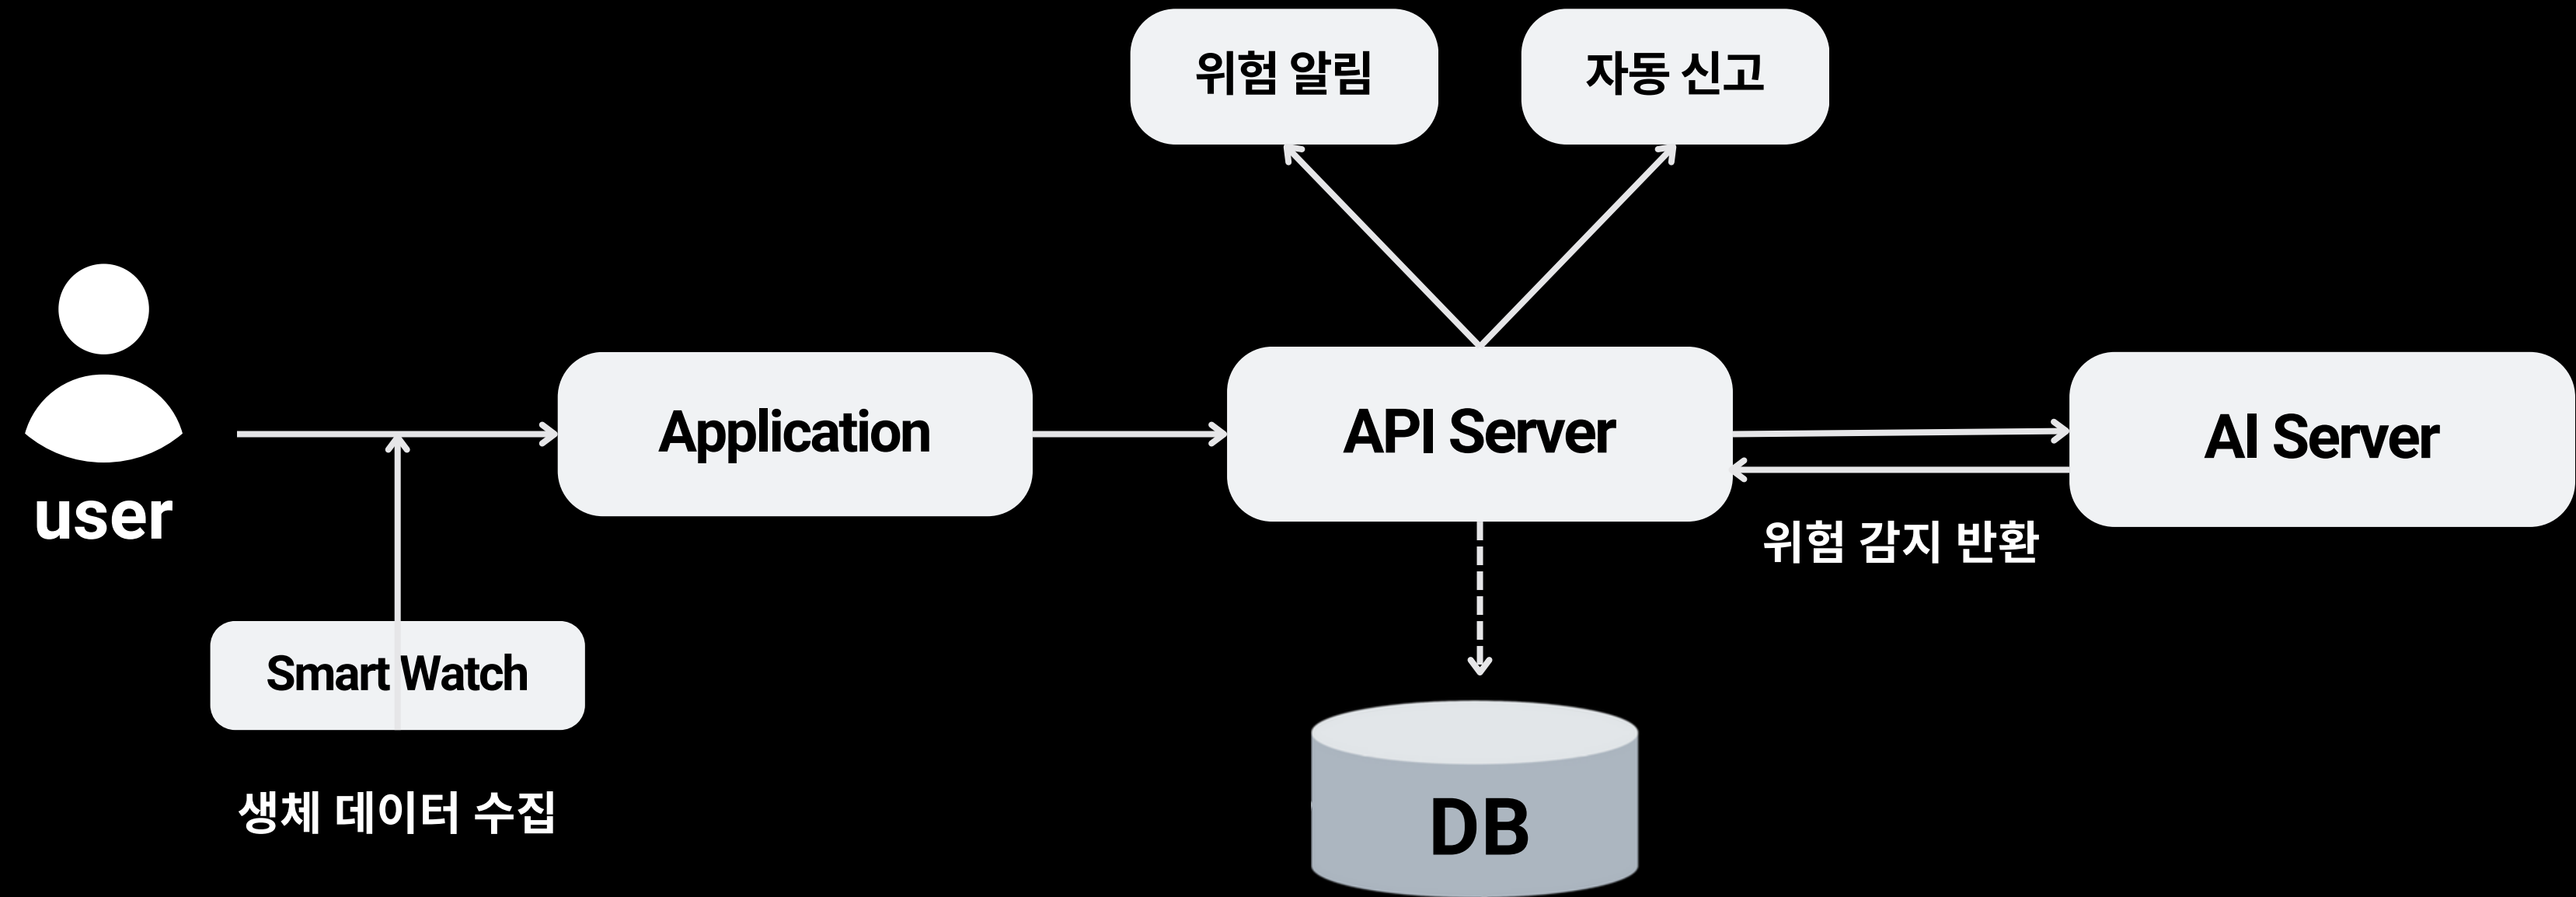 위험 알림
자동 신고
user
Application
API Server
AI Server
위험 감지 반환
Smart Watch
생체 데이터 수집
DB